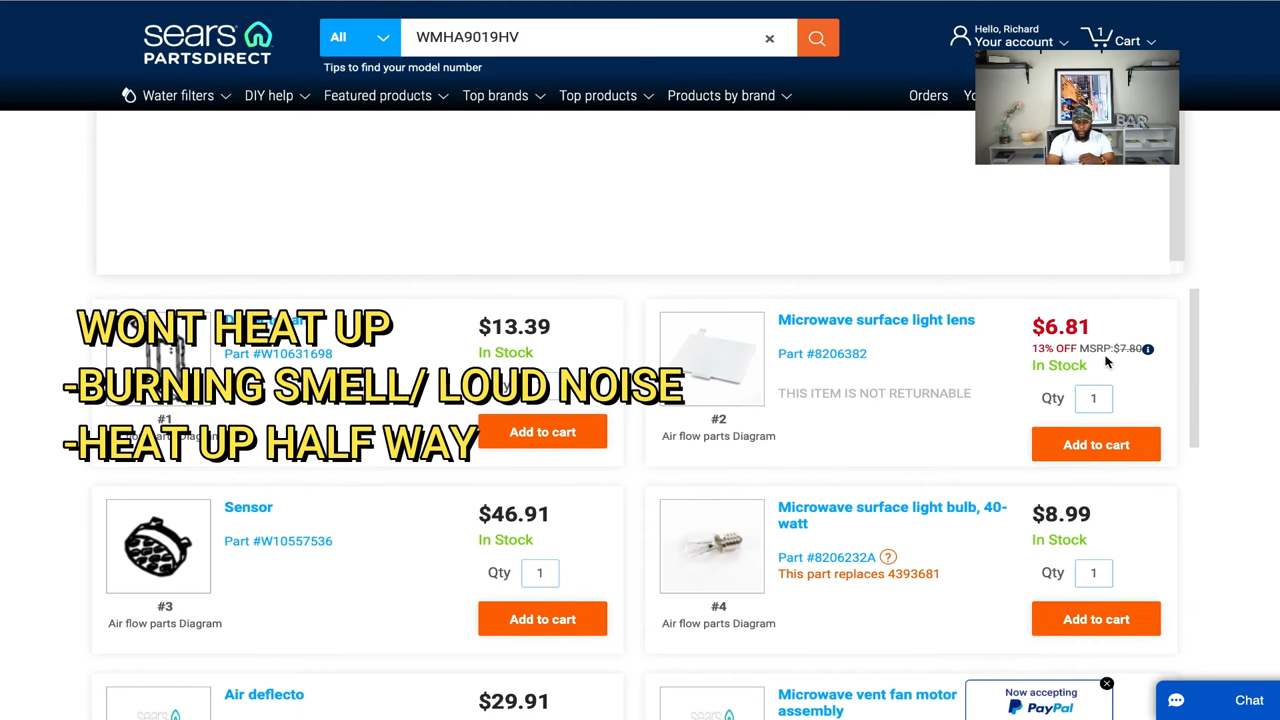 sears
PARTSDIRECT
All
WMHA9019HV
Tips to find your model number
Hello, Richard
Your account
1
Cart
Water filters
DIY help
Featured products
Top brands
Top products
Products by brand
Orders
BAR
WONT HEAT UP
-BURNING SMELL/ LOUD NOISE
-HEAT UP HALF WAY
Part #W10631698
$13.39
In Stock
#1
Add to cart
Microwave surface light lens
Part #8206382
THIS ITEM IS NOT RETURNABLE
#2
Air flow parts Diagram
$6.81
13% OFF MSRP:$7.80
In Stock
Qty 1
Add to cart
Sensor
Part #W10557536
#3
Air flow parts Diagram
$46.91
In Stock
Qty 1
Add to cart
Microwave surface light bulb, 40-
watt
Part #8206232A
This part replaces 4393681
#4
Air flow parts Diagram
$8.99
In Stock
Qty 1
Add to cart
Air deflecto
$29.91
sears
Microwave vent fan motor
assembly
sears
Now accepting
PayPal
Chat